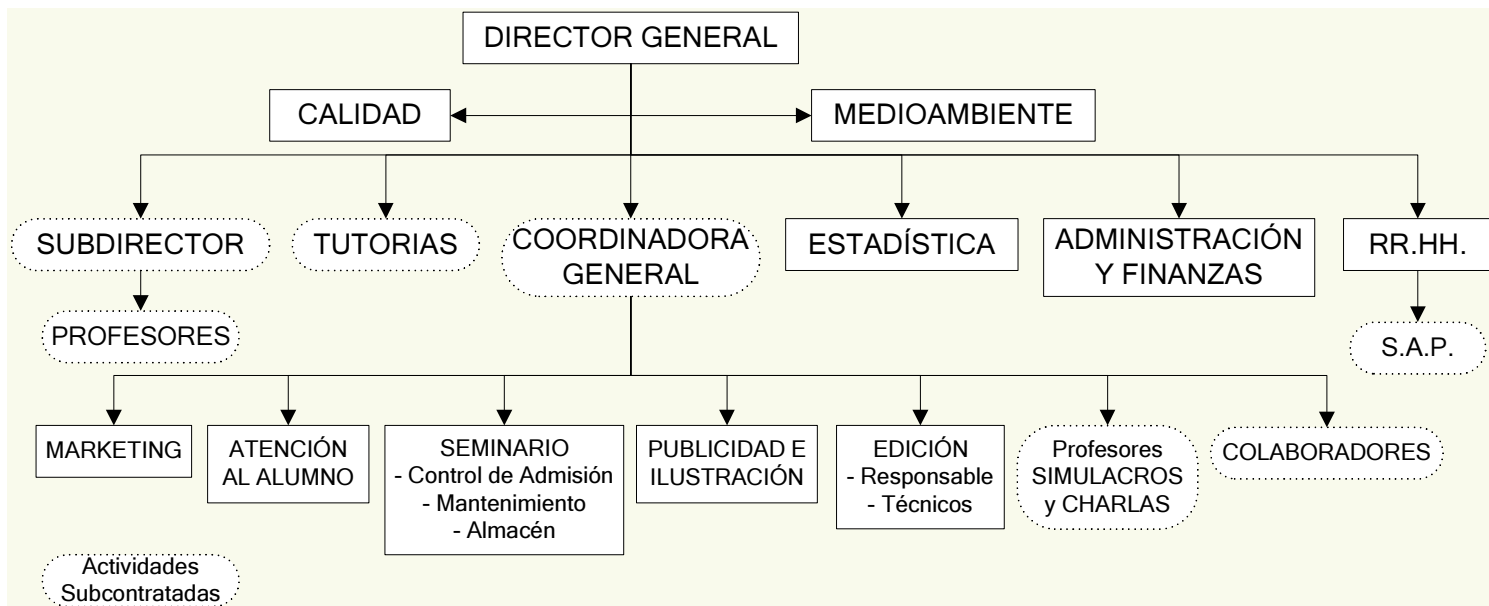 DIRECTOR GENERAL
CALIDAD
MEDIOAMBIENTE
SUBDIRECTOR
TUTORIAS
COORDINADORA
GENERAL
ESTADÍSTICA
ADMINISTRACIÓN
Y FINANZAS
RR.HH.
PROFESORES
S.A.P.
MARKETING
ATENCIÓN
AL ALUMNO
SEMINARIO
- Control de Admisión
- Mantenimiento
- Almacén
PUBLICIDAD E
ILUSTRACIÓN
EDICIÓN
- Responsable
- Técnicos
Profesores
SIMULACROS
y CHARLAS
COLABORADORES
Actividades
Subcontratadas